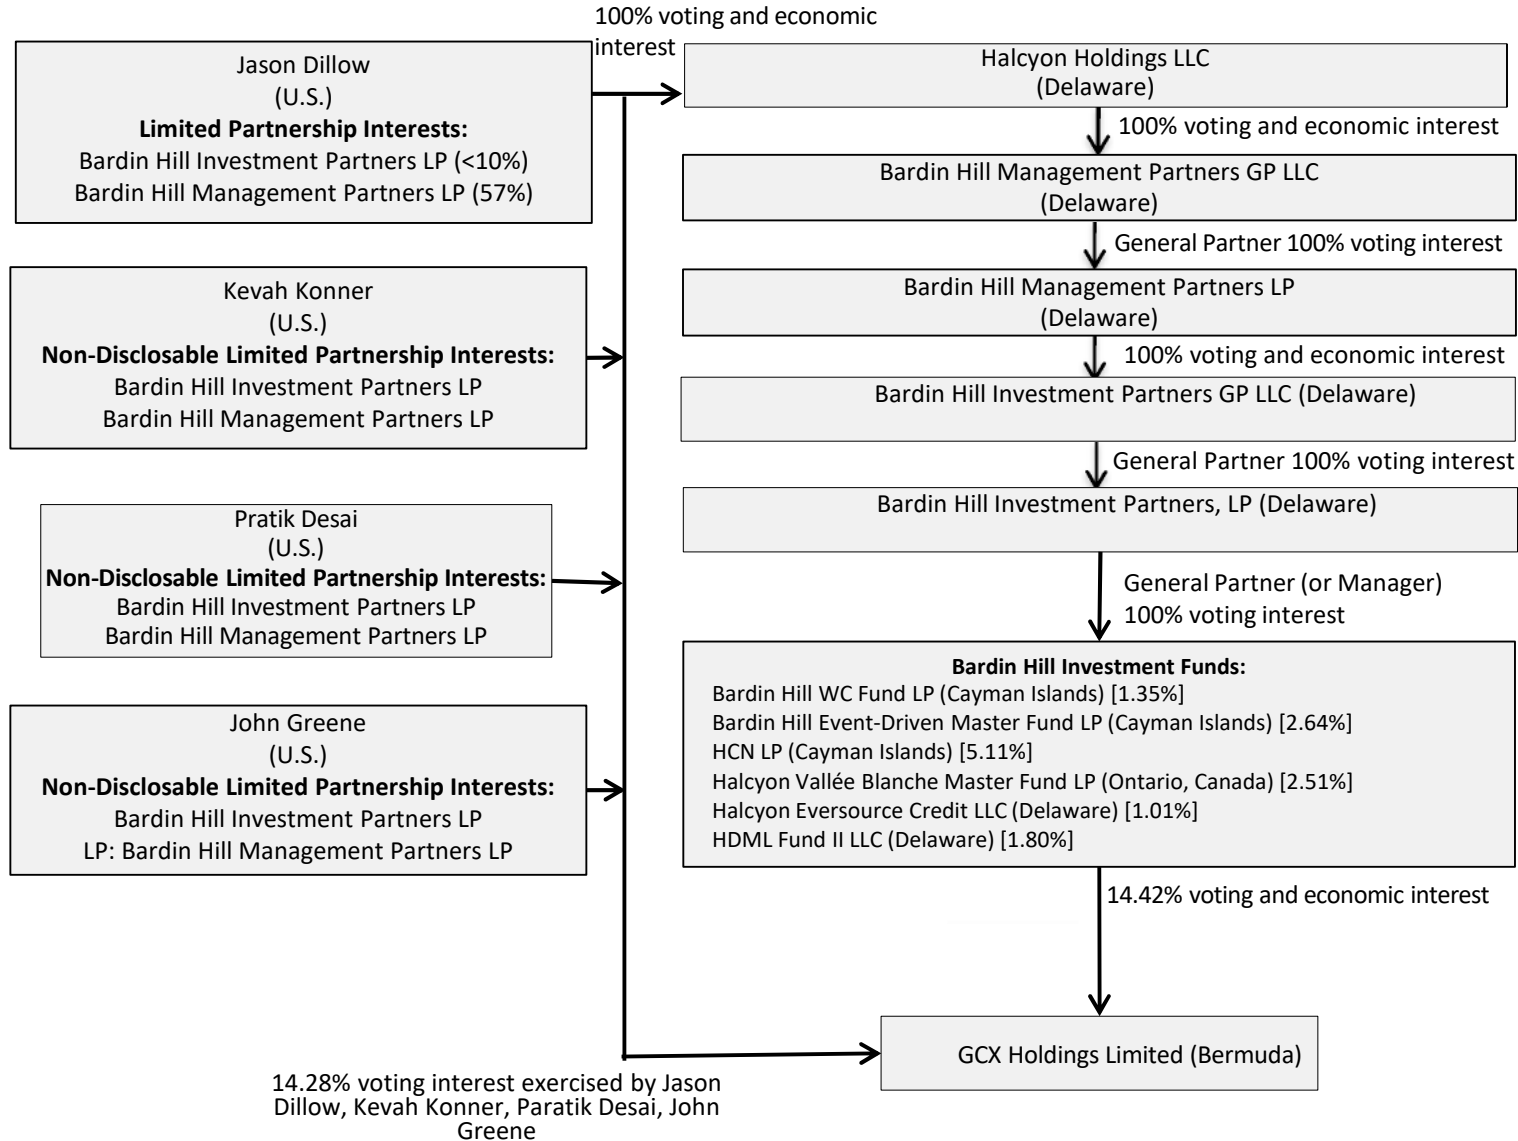 100% voting and economic
interest
Jason Dillow
(U.S.)
Limited Partnership Interests:
Bardin Hill Investment Partners LP (<10%)
Bardin Hill Management Partners LP (57%)
Kevah Konner
(U.S.)
Non-Disclosable Limited Partnership Interests:
Bardin Hill Investment Partners LP
Bardin Hill Management Partners LP
Pratik Desai
(U.S.)
Non-Disclosable Limited Partnership Interests:
Bardin Hill Investment Partners LP
Bardin Hill Management Partners LP
John Greene
(U.S.)
Non-Disclosable Limited Partnership Interests:
Bardin Hill Investment Partners LP
LP: Bardin Hill Management Partners LP
Halcyon Holdings LLC
(Delaware)
100% voting and economic interest
Bardin Hill Management Partners GP LLC
(Delaware)
General Partner 100% voting interest
Bardin Hill Management Partners LP
(Delaware)
100% voting and economic interest
Bardin Hill Investment Partners GP LLC (Delaware)
General Partner 100% voting interest
Bardin Hill Investment Partners, LP (Delaware)
General Partner (or Manager)
100% voting interest
Bardin Hill Investment Funds:
Bardin Hill WC Fund LP (Cayman Islands) [1.35%]
Bardin Hill Event-Driven Master Fund LP (Cayman Islands) [2.64%]
HCN LP (Cayman Islands) [5.11%]
Halcyon Vallée Blanche Master Fund LP (Ontario, Canada) [2.51%]
Halcyon Eversource Credit LLC (Delaware) [1.01%]
HDML Fund II LLC (Delaware) [1.80%]
14.42% voting and economic interest
GCX Holdings Limited (Bermuda)
14.28% voting interest exercised by Jason
Dillow, Kevah Konner, Paratik Desai, John
Greene